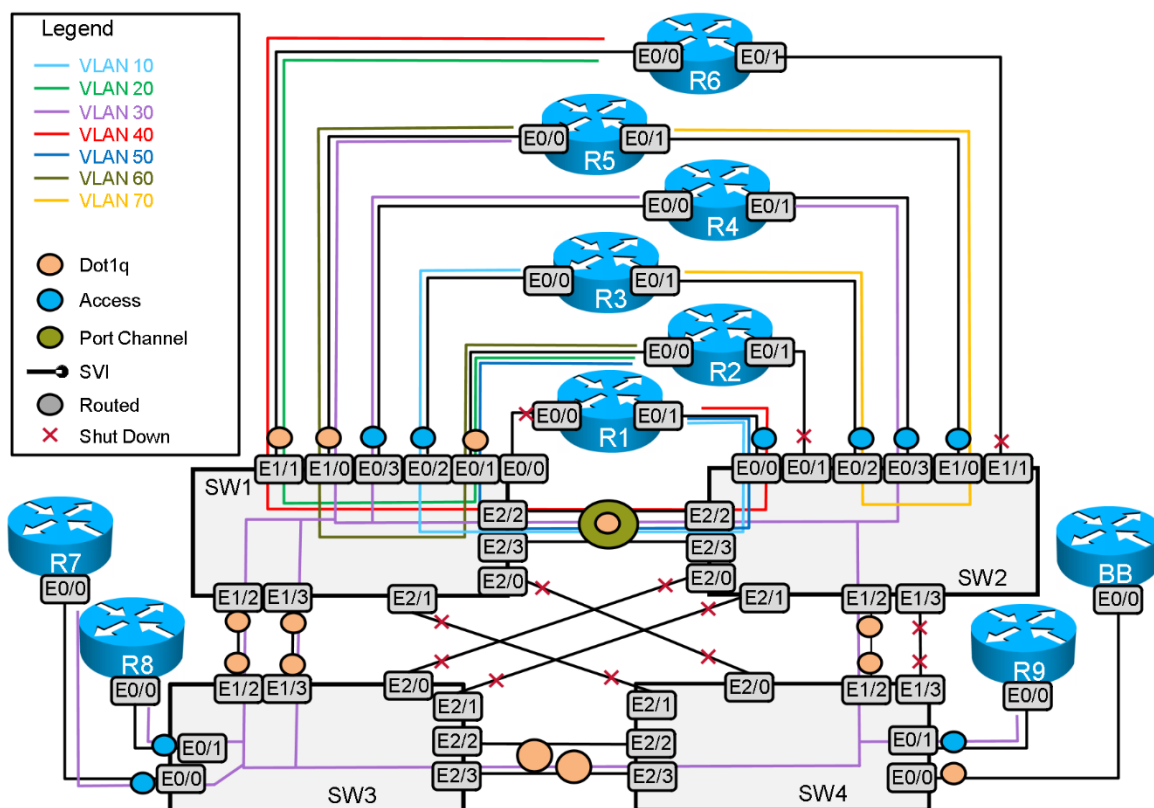 Legend
VLAN 10
VLAN 20
VLAN 30
VLAN 40
VLAN 50
VLAN 60
VLAN 70
Dot1q
Access
Port Channel
SVI
Routed
Shut Down
E0/0 E0/1
R6
E0/0 E0/1
R5
E0/0 E0/1
R4
E0/0 E0/1
R3
E0/0 E0/1
R2
E0/0 E0/1
R1
E1/1 E1/0 E0/3 E0/2 E0/1 E0/0
E0/0 E0/1 E0/2 E0/3 E1/0 E1/1
SW1
E2/2 E2/2
E2/3 E2/3
E2/0 E2/0
SW2
E1/2 E1/3 E2/1
E2/1 E1/2 E1/3
R7
E0/0
BB
E0/0
R8
E0/0
R9
E0/0
E1/2 E1/3 E2/0
E2/0 E1/2 E1/3
E2/1 E2/1
E0/1 E2/2 E2/2 E0/1
E0/0 E2/3 E2/3 E0/0
SW3
SW4